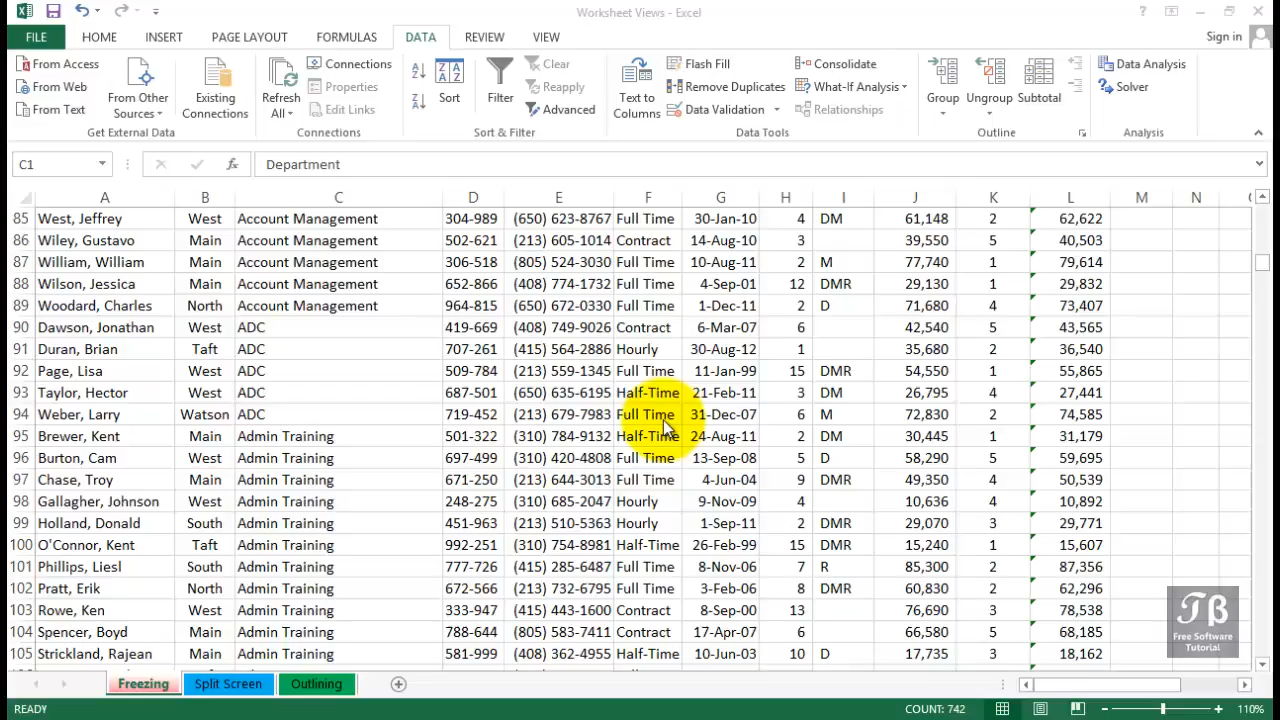 Worksheet Views - Excel
FILE HOME INSERT PAGE LAYOUT FORMULAS DATA REVIEW VIEW Sign in
From Access
From Web
From Text
From Other Sources
Existing Connections
Get External Data
Refresh All
Connections
Properties
Edit Links
Connections
Sort
Filter
Clear
Reapply
Advanced
Sort & Filter
Text to Columns
Flash Fill
Remove Duplicates
Data Validation
Consolidate
What-If Analysis
Relationships
Data Tools
Group
Ungroup
Subtotal
Outline
Data Analysis
Solver
Analysis
C1 fx Department
A B C D E F G H I J K L M N
85 West, Jeffrey West Account Management 304-989 (650) 623-8767 Full Time 30-Jan-10 4 DM 61,148 2 62,622
86 Wiley, Gustavo Main Account Management 502-621 (213) 605-1014 Contract 14-Aug-10 3 39,550 5 40,503
87 William, William Main Account Management 306-518 (805) 524-3030 Full Time 10-Aug-11 2 M 77,740 1 79,614
88 Wilson, Jessica Main Account Management 652-866 (408) 774-1732 Full Time 4-Sep-01 12 DMR 29,130 1 29,832
89 Woodard, Charles North Account Management 964-815 (650) 672-0330 Full Time 1-Dec-11 2 D 71,680 4 73,407
90 Dawson, Jonathan West ADC 419-669 (408) 749-9026 Contract 6-Mar-07 6 42,540 5 43,565
91 Duran, Brian Taft ADC 707-261 (415) 564-2886 Hourly 30-Aug-12 1 35,680 2 36,540
92 Page, Lisa West ADC 509-784 (213) 559-1345 Full Time 11-Jan-99 15 DMR 54,550 1 55,865
93 Taylor, Hector West ADC 687-501 (650) 635-6195 Half-Time 21-Feb-11 3 DM 26,795 4 27,441
94 Weber, Larry Watson ADC 719-452 (213) 679-7983 Full Time 31-Dec-07 6 M 72,830 2 74,585
95 Brewer, Kent Main Admin Training 501-322 (310) 784-9132 Half-Time 24-Aug-11 2 DM 30,445 1 31,179
96 Burton, Cam Main Admin Training 697-499 (310) 420-4808 Full Time 13-Sep-08 5 D 58,290 5 59,695
97 Chase, Troy Main Admin Training 671-250 (213) 644-3013 Full Time 4-Jun-04 9 DMR 49,350 4 50,539
98 Gallagher, Johnson West Admin Training 248-275 (310) 685-2047 Hourly 9-Nov-09 4 10,636 4 10,892
99 Holland, Donald South Admin Training 451-963 (213) 510-5363 Hourly 1-Sep-11 2 DMR 29,070 3 29,771
100 O'Connor, Kent Taft Admin Training 992-251 (310) 754-8981 Half-Time 26-Feb-99 15 DMR 15,240 1 15,607
101 Phillips, Liesl South Admin Training 777-726 (415) 285-6487 Full Time 8-Nov-06 7 R 85,300 2 87,356
102 Pratt, Erik North Admin Training 672-566 (213) 732-6795 Full Time 3-Feb-06 8 DMR 60,830 2 62,296
103 Rowe, Ken West Admin Training 333-947 (415) 443-1600 Contract 8-Sep-00 13 76,690 3 78,538
104 Spencer, Boyd Main Admin Training 788-644 (805) 583-7411 Contract 17-Apr-07 6 66,580 5 68,185
105 Strickland, Rajean Main Admin Training 581-999 (408) 362-4955 Half-Time 10-Jun-03 10 D 17,735 3 18,162
TB
Free Software
Tutorial
Freezing Split Screen Outlining
READY COUNT: 742 110%